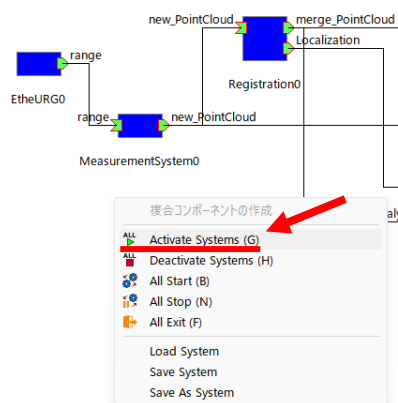 new_PointCloud
merge_PointCloud
Localization
range
Registration0
EtheURG0
range
new_PointCloud
MeasurementSystem0
複合コンポーネントの作成
ALL
Activate Systems (G)
ALL
Deactivate Systems (H)
All Start (B)
All Stop (N)
All Exit (F)
Load System
Save System
Save As System